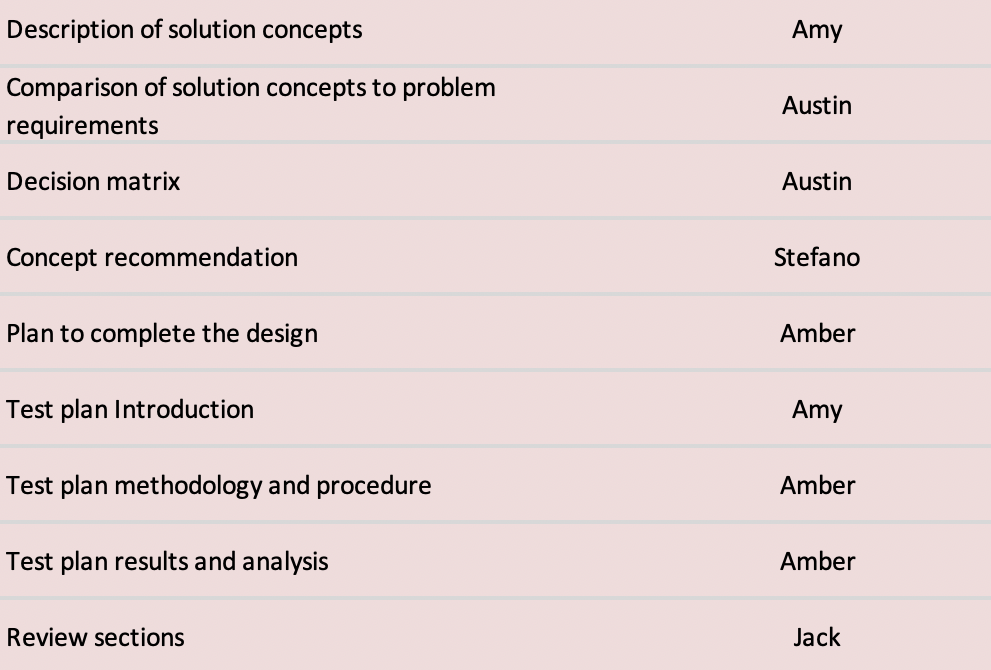 Description of solution concepts Amy
Comparison of solution concepts to problem
requirements Austin
Decision matrix Austin
Concept recommendation Stefano
Plan to complete the design Amber
Test plan Introduction Amy
Test plan methodology and procedure Amber
Test plan results and analysis Amber
Review sections Jack